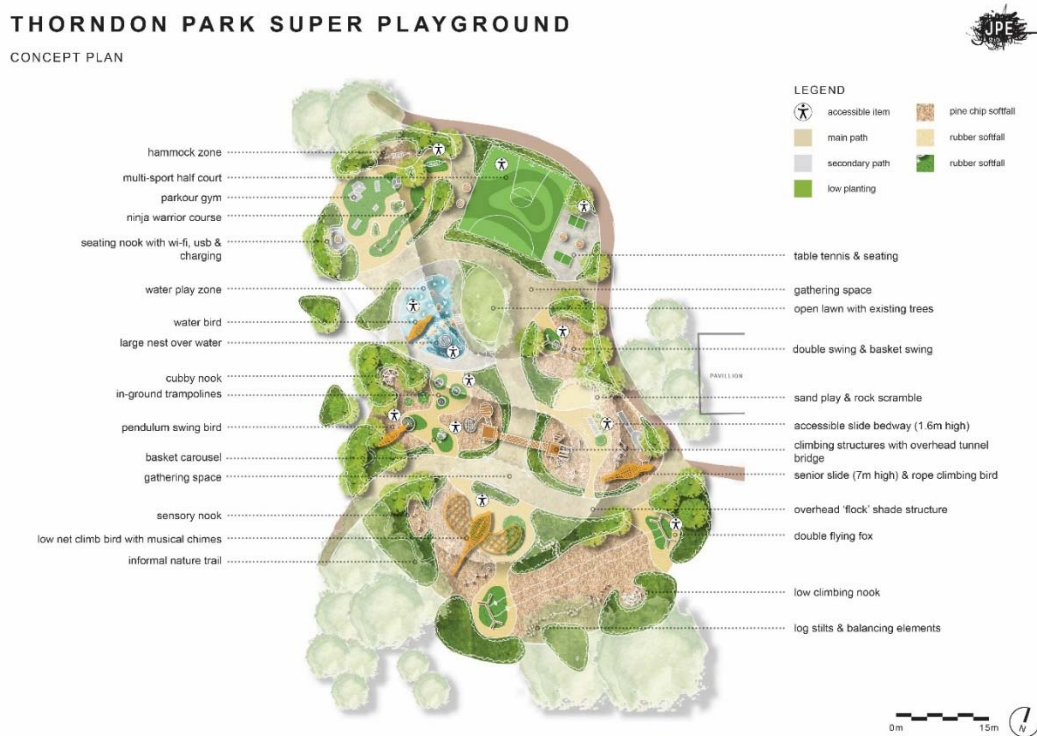 THORNDON PARK SUPER PLAYGROUND
CONCEPT PLAN
JPE
LEGEND
accessible item
main path
secondary path
low planting
pine chip softfall
rubber softfall
rubber softfall
hammock zone
multi-sport half court
parkour gym
ninja warrior course
seating nook with wi-fi, usb &
charging
water play zone
water bird
large nest over water
cubby nook
in-ground trampolines
pendulum swing bird
basket carousel
gathering space
sensory nook
low net climb bird with musical chimes
informal nature trail
table tennis & seating
gathering space
open lawn with existing trees
double swing & basket swing
PAVILLION
sand play & rock scramble
accessible slide bedway (1.6m high)
climbing structures with overhead tunnel
bridge
senior slide (7m high) & rope climbing bird
overhead 'flock' shade structure
double flying fox
low climbing nook
log stilts & balancing elements
0m
15m
N